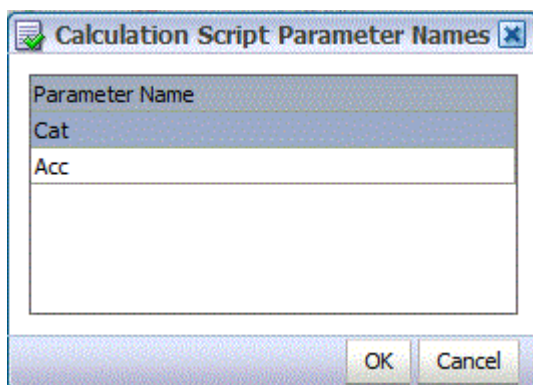 Calculation Script Parameter Names
Parameter Name
Cat
Acc
OK Cancel